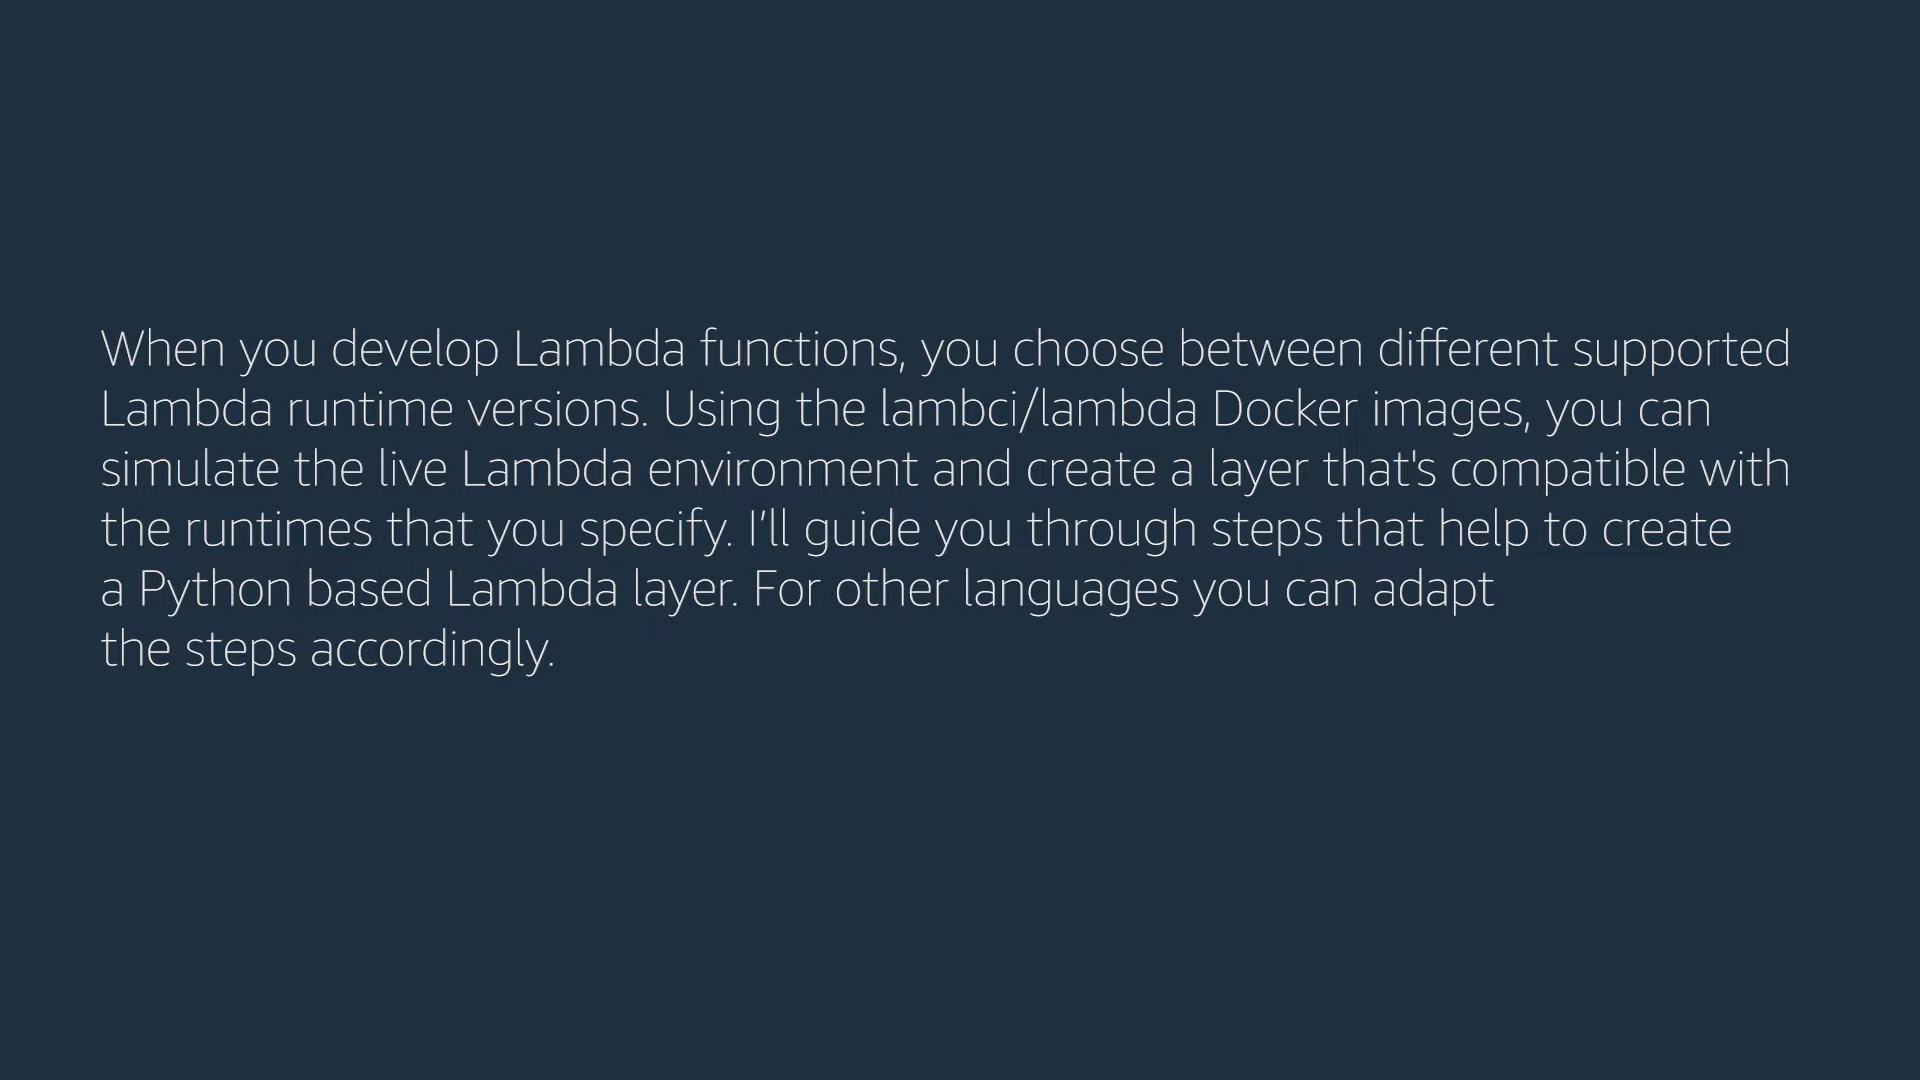 When you develop Lambda functions, you choose between different supported
Lambda runtime versions. Using the lambci/lambda Docker images, you can
simulate the live Lambda environment and create a layer that's compatible with
the runtimes that you specify. I’ll guide you through steps that help to create
a Python based Lambda layer. For other languages you can adapt
the steps accordingly.